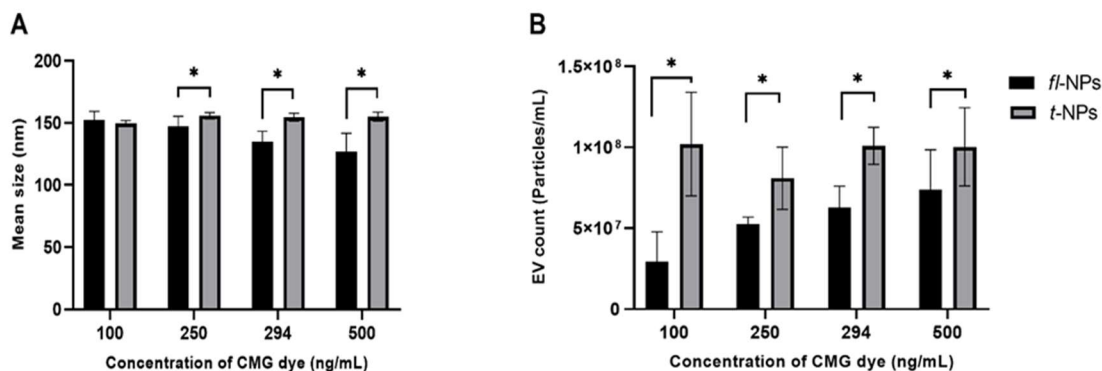 A
Mean size (nm)
200
150
100
50
0
* * *
100 250 294 500
Concentration of CMG dye (ng/mL)
B
EV count (Particles/mL)
1.5×10⁸
1×10⁸
5×10⁷
0
* * * *
100 250 294 500
Concentration of CMG dye (ng/mL)
fl-NPs
t-NPs